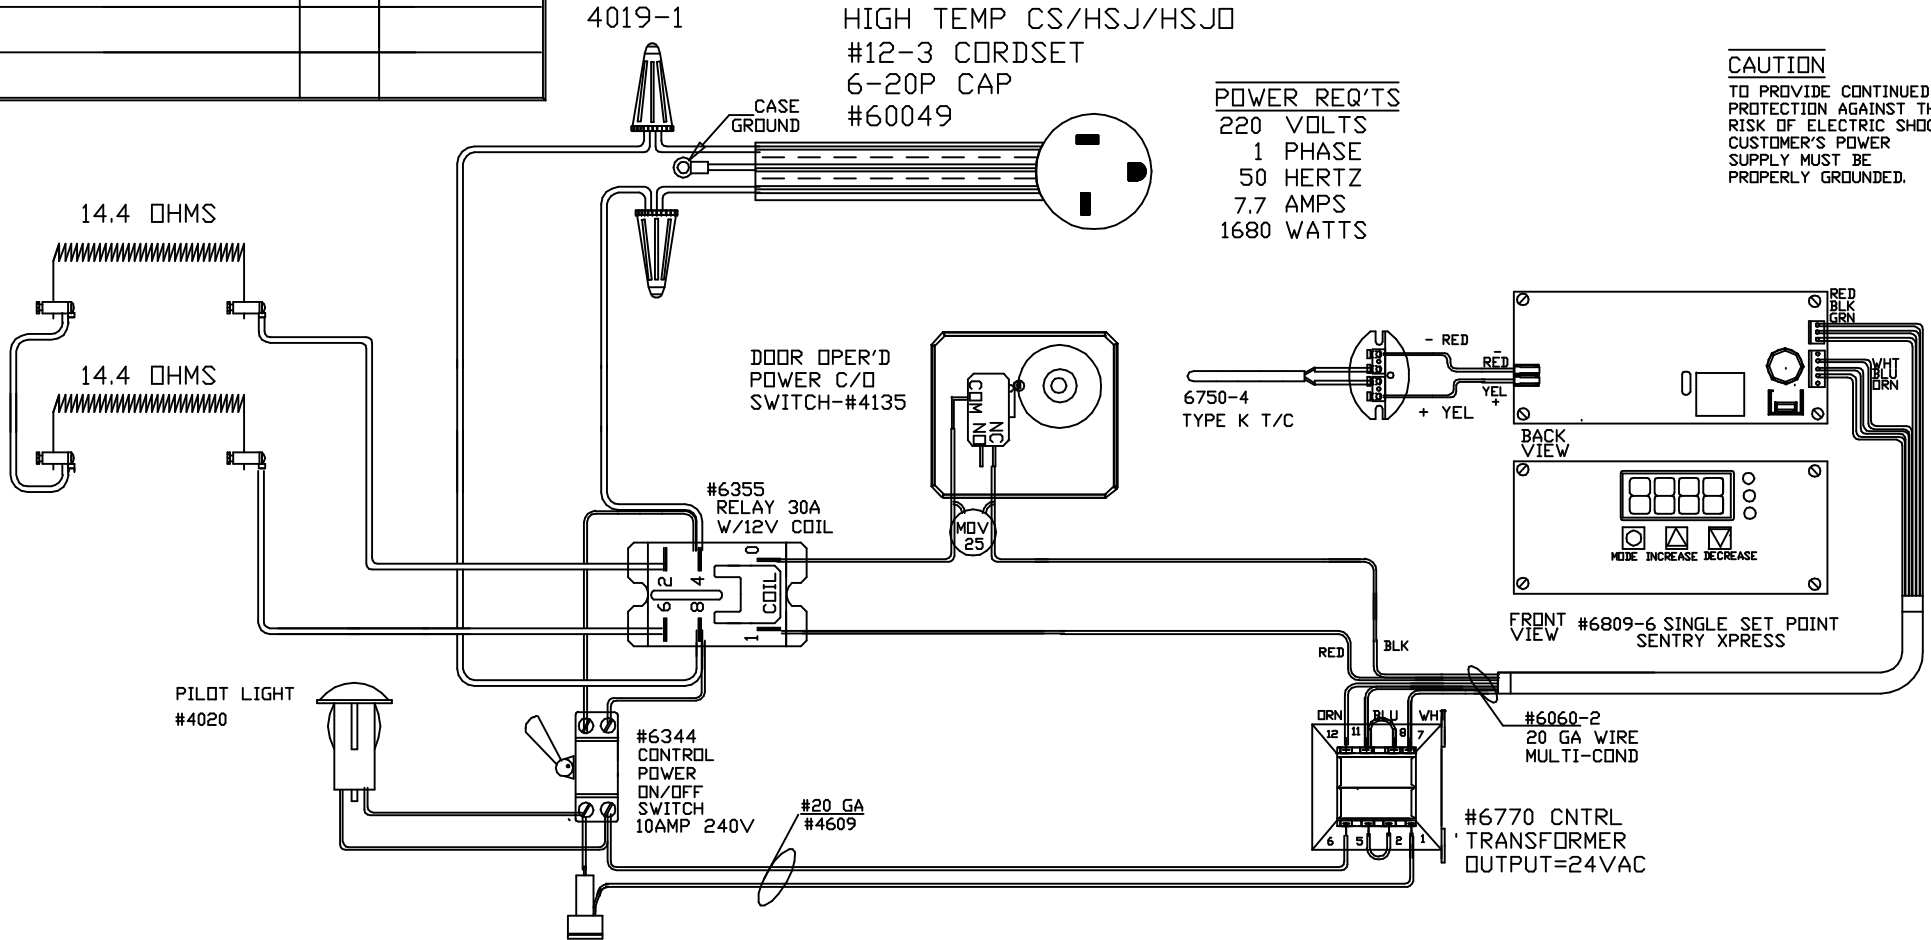 4019-1
HIGH TEMP CS/HSJ/HSJO
#12-3 CORDSET
6-20P CAP
#60049
CASE
GROUND
POWER REQ'TS
220 VOLTS
1 PHASE
50 HERTZ
7.7 AMPS
1680 WATTS
CAUTION
TO PROVIDE CONTINUED
PROTECTION AGAINST TH
RISK OF ELECTRIC SHOC
CUSTOMER'S POWER
SUPPLY MUST BE
PROPERLY GROUNDED.
14.4 OHMS
14.4 OHMS
DOOR OPER'D
POWER C/O
SWITCH-#4135
COM
NO
NC
MOV
25
6750-4
TYPE K T/C
- RED
+ YEL
-
RED
YEL
+
RED
BLK
GRN
WHT
BLU
ORN
BACK
VIEW
MODE INCREASE DECREASE
FRONT
VIEW
#6809-6 SINGLE SET POINT
SENTRY XPRESS
#6355
RELAY 30A
W/12V COIL
2
4
6
8
0
1
COIL
RED
BLK
PILOT LIGHT
#4020
#6344
CONTROL
POWER
ON/OFF
SWITCH
10AMP 240V
#20 GA
#4609
ORN
BLU
WHT
12
11
8
7
6
5
2
1
#6060-2
20 GA WIRE
MULTI-COND
#6770 CNTRL
TRANSFORMER
OUTPUT=24VAC